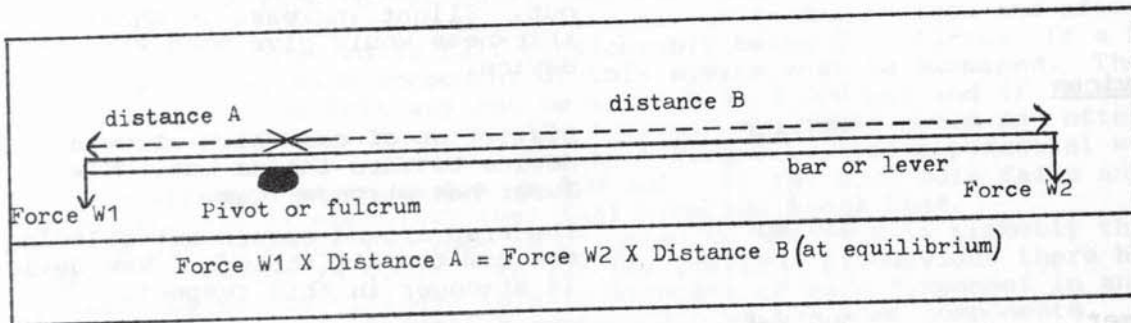 distance A
distance B
bar or lever
Force W1
Pivot or fulcrum
Force W2
Force W1 X Distance A = Force W2 X Distance B (at equilibrium)